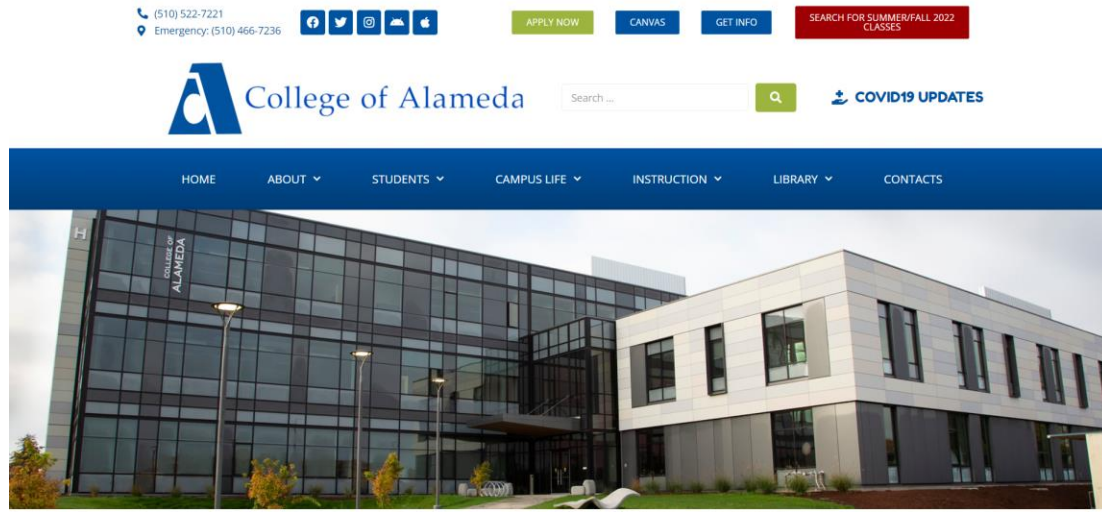 (510) 522-7221
Emergency: (510) 466-7236
APPLY NOW
CANVAS
GET INFO
SEARCH FOR SUMMER/FALL 2022
CLASSES
College of Alameda
Search ...
COVID19 UPDATES
HOME
ABOUT
STUDENTS
CAMPUS LIFE
INSTRUCTION
LIBRARY
CONTACTS
H
COLLEGE OF
ALAMEDA